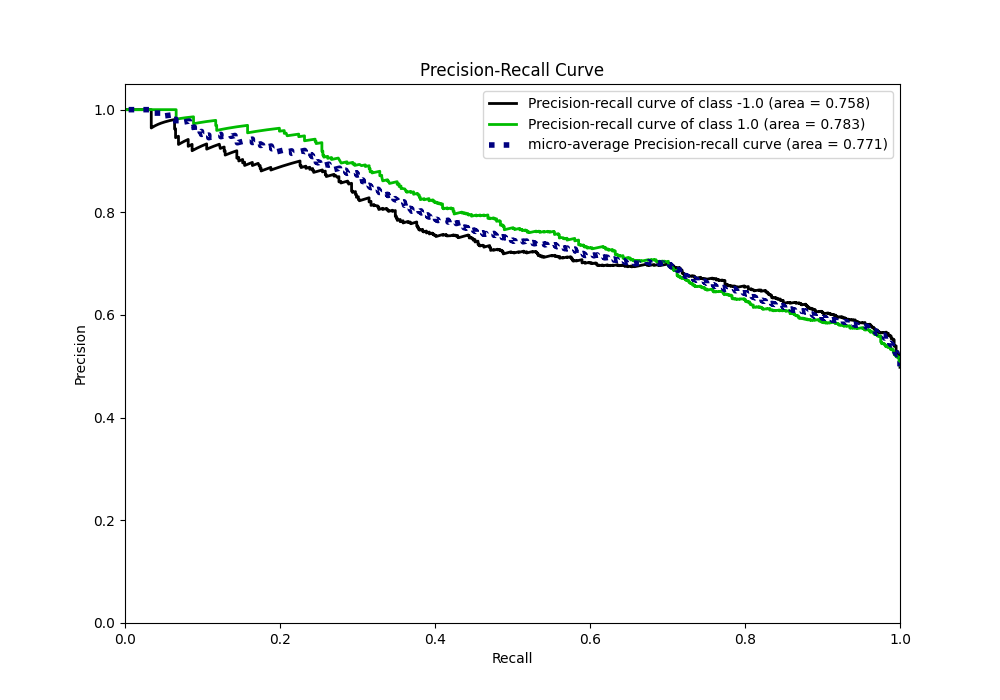 Precision-Recall Curve
Precision-recall curve of class -1.0 (area = 0.758)
Precision-recall curve of class 1.0 (area = 0.783)
micro-average Precision-recall curve (area = 0.771)
1.0
0.8
0.6
0.4
0.2
0.0
Precision
0.0 0.2 0.4 0.6 0.8 1.0
Recall